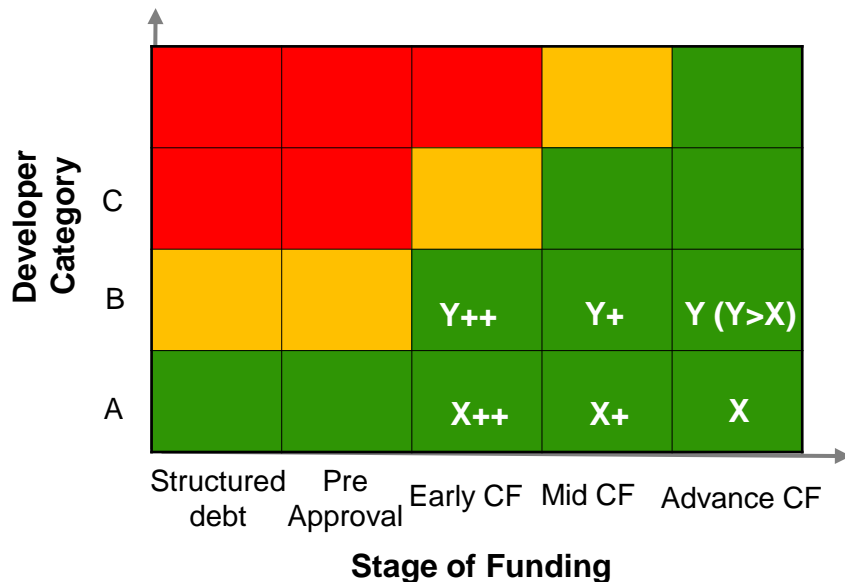 Developer
Category
C
B
A
Y++ Y+ Y (Y>X)
X++ X+ X
Structured
debt
Pre
Approval
Early CF
Mid CF
Advance CF
Stage of Funding